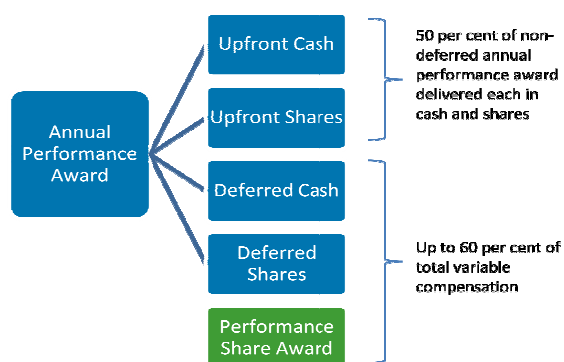 Annual
Performance
Award
Upfront Cash
Upfront Shares
Deferred Cash
Deferred
Shares
Performance
Share Award
50 per cent of non-
deferred annual
performance award
delivered each in
cash and shares
Up to 60 per cent of
total variable
compensation